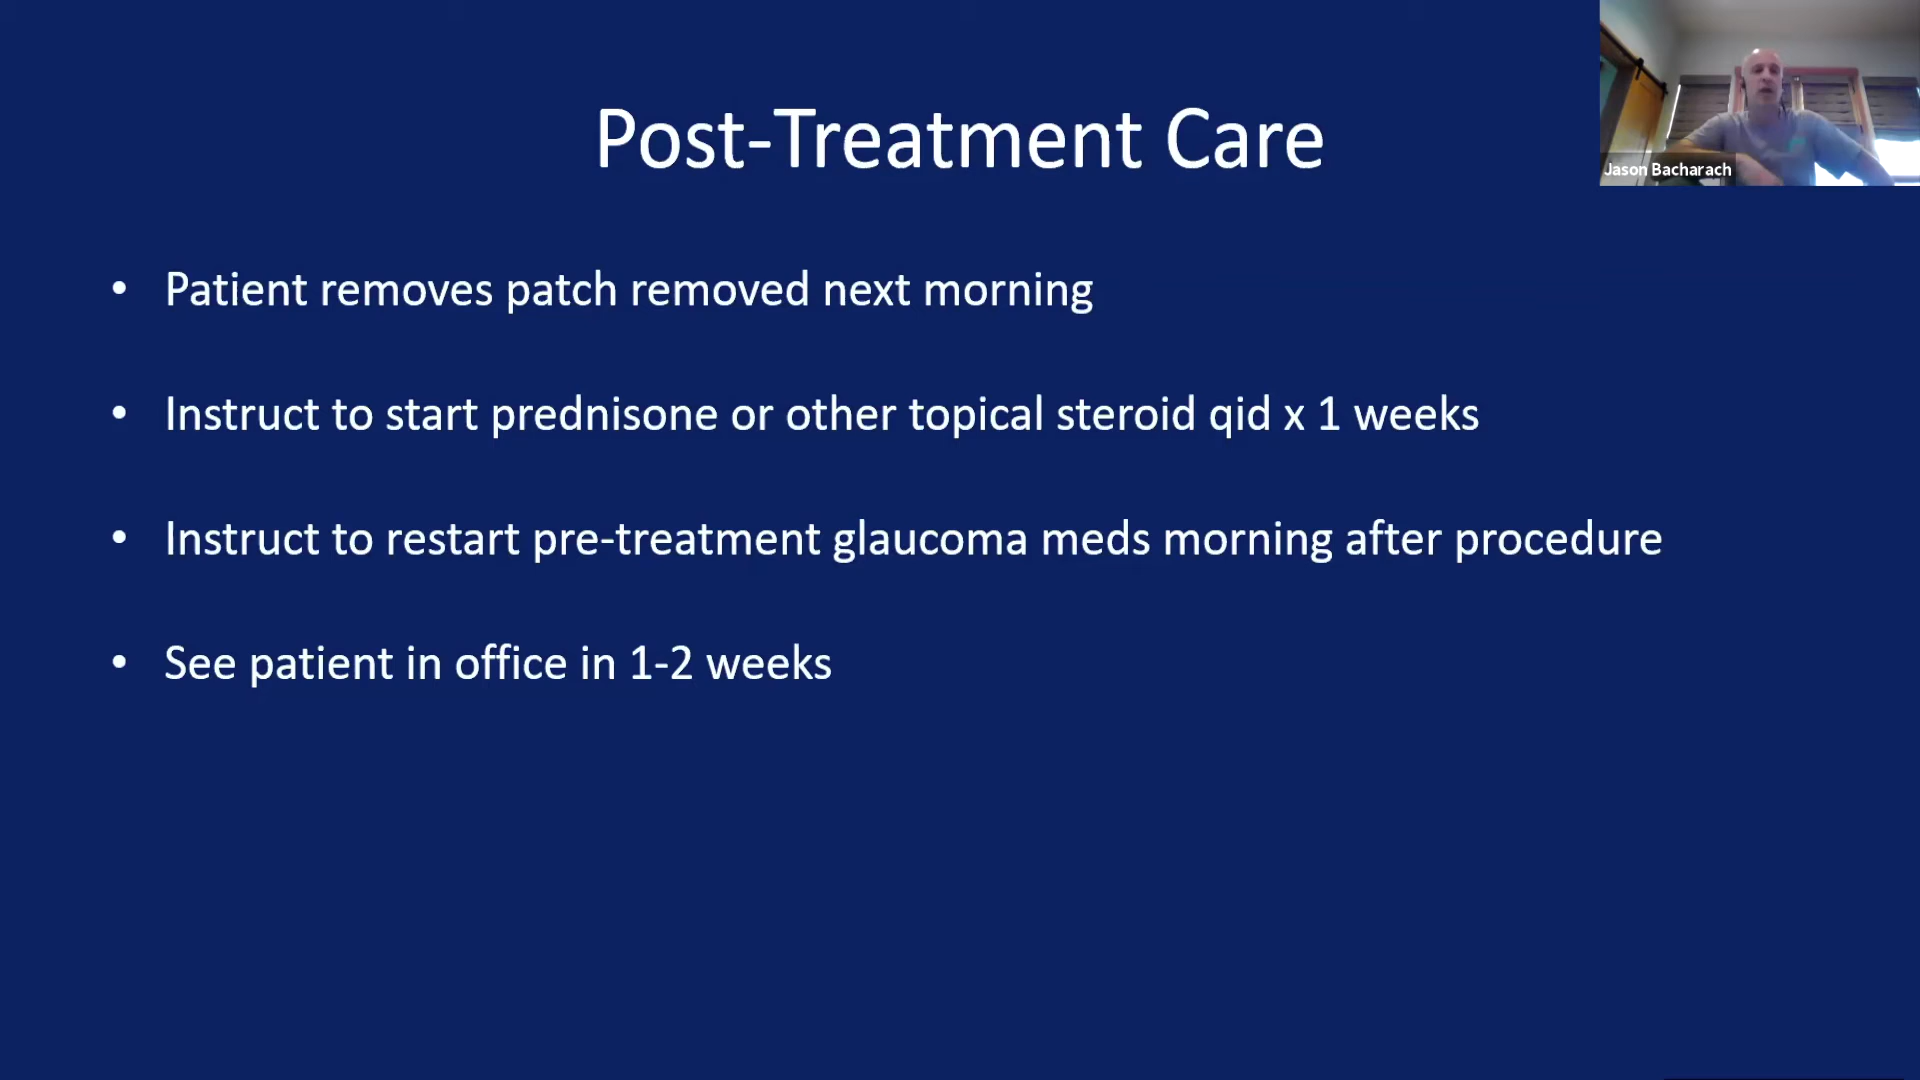 Post-Treatment Care
Jason Bacharach
• Patient removes patch removed next morning
• Instruct to start prednisone or other topical steroid qid x 1 weeks
• Instruct to restart pre-treatment glaucoma meds morning after procedure
• See patient in office in 1-2 weeks